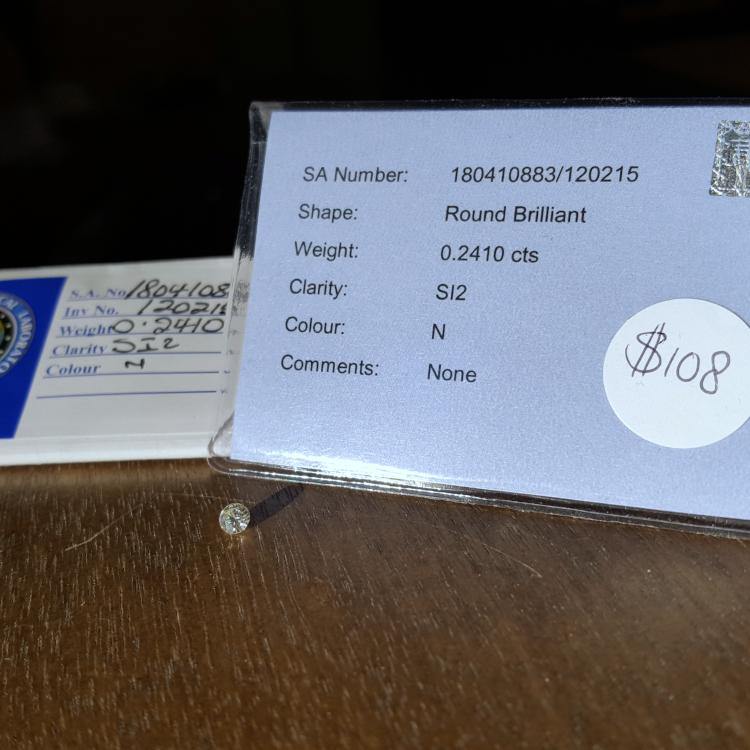 SA Number: 180410883/120215
Shape: Round Brilliant
Weight: 0.2410 cts
Clarity: SI2
Colour: N
Comments: None
$108
S.A. No 1804108
Inv No. 12021
Weight 0.2410
Clarity SI2
Colour N